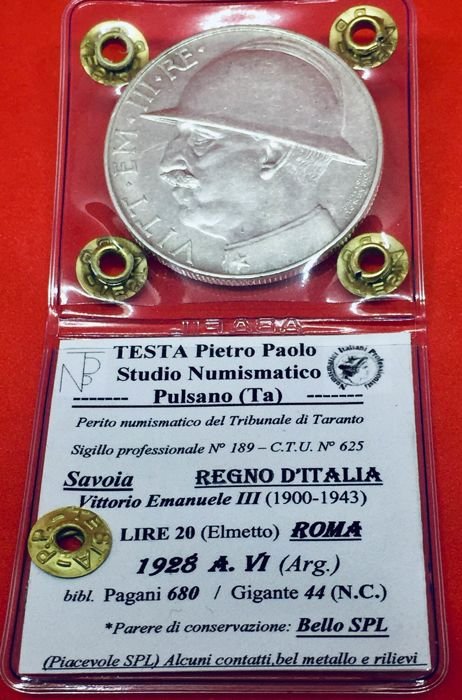 VITT·EM·III·RE·
TESTA Pietro Paolo
Studio Numismatico
------- Pulsano (Ta) -------
Perito numismatico del Tribunale di Taranto
Sigillo professionale N° 189 – C.T.U. N° 625
Savoia REGNO D'ITALIA
Vittorio Emanuele III (1900-1943)
LIRE 20 (Elmetto) ROMA
1928 A. VI (Arg.)
bibl. Pagani 680 / Gigante 44 (N.C.)
*Parere di conservazione: Bello SPL
(Piacevole SPL) Alcuni contatti,bel metallo e rilievi